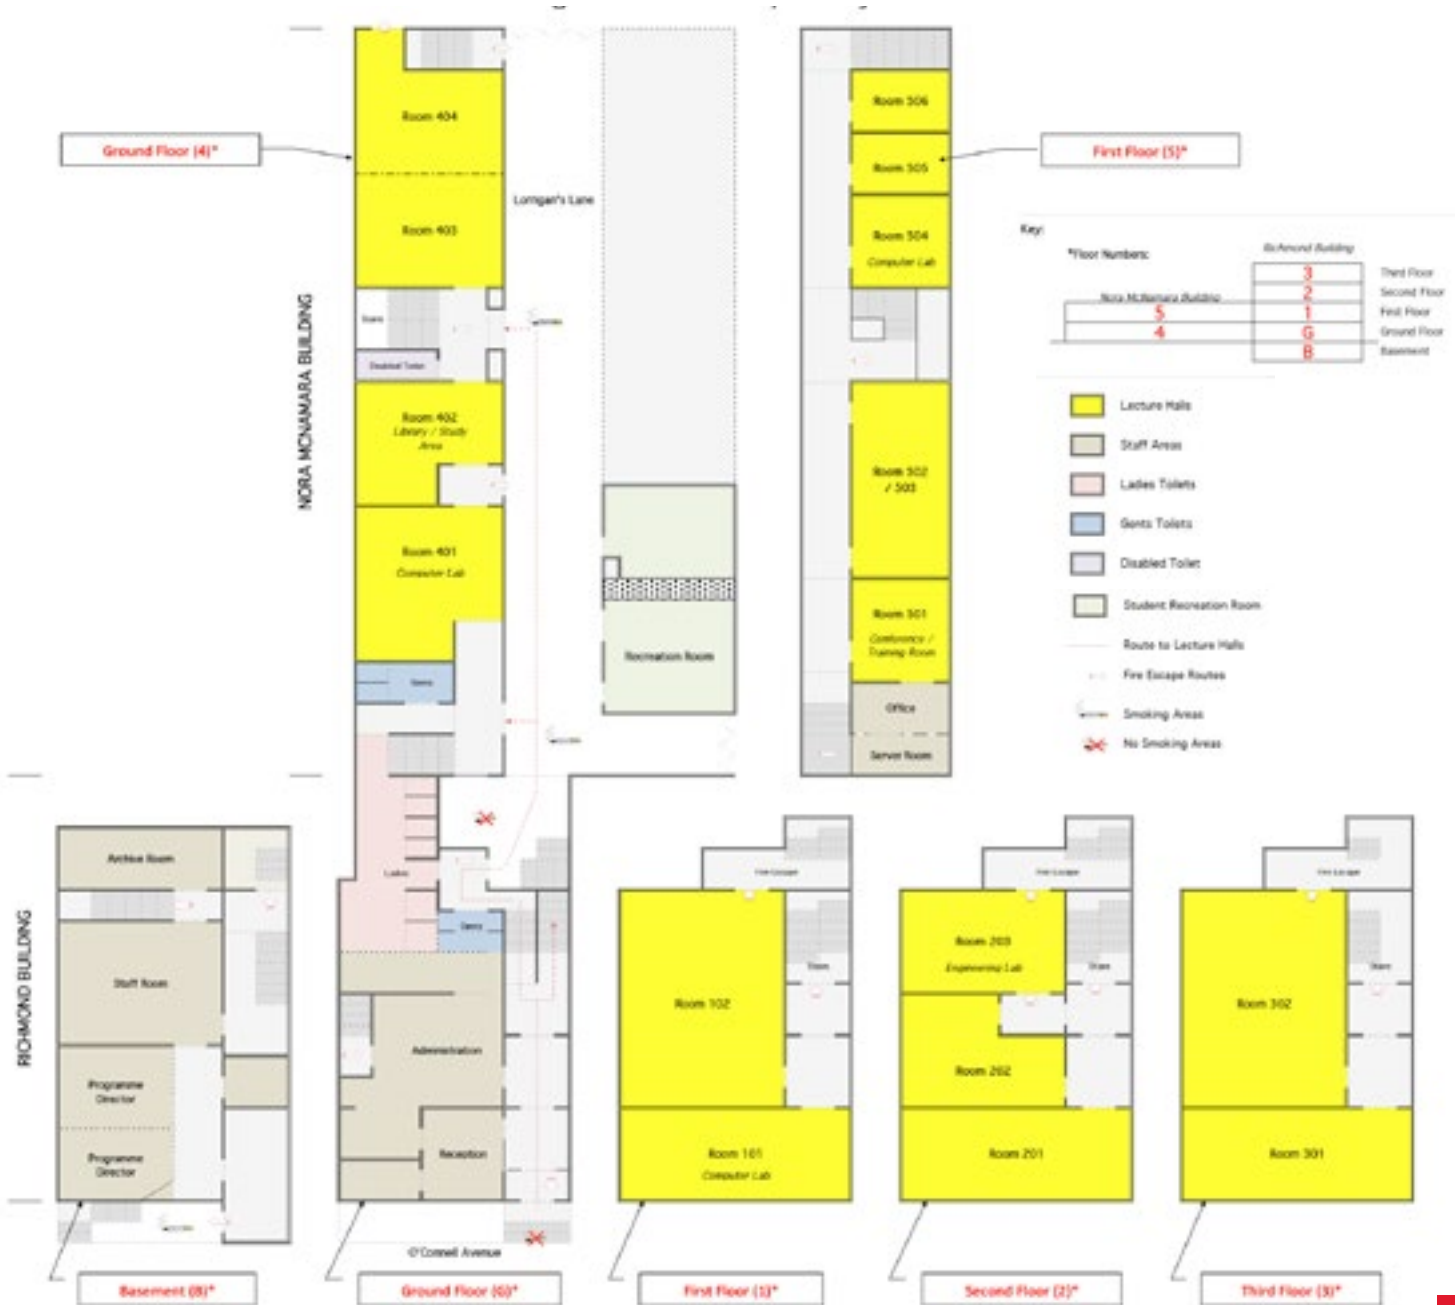 Room 404
Ground Floor (4)*
Room 403
Lorrigan's Lane
NORA MCNAMARA BUILDING
Stairs
Disabled Toilet
Room 402
Library / Study
Area
Room 401
Computer Lab
Gents
Recreation Room
Room 506
First Floor (5)*
Room 505
Room 504
Computer Lab
Room 502
/ 503
Room 501
Conference /
Training Room
Office
Server Room
Key:
*Floor Numbers:
Richmond Building
3 Third Floor
2 Second Floor
Nora McNamara Building
5 1 First Floor
4 G Ground Floor
B Basement
Lecture Halls
Staff Areas
Ladies Toilets
Gents Toilets
Disabled Toilet
Student Recreation Room
Route to Lecture Halls
Fire Escape Routes
Smoking Areas
No Smoking Areas
RICHMOND BUILDING
Archive Room
Staff Room
Programme
Director
Programme
Director
Basement (B)*
Ladies
Gents
Administration
Reception
O'Connell Avenue
Ground Floor (G)*
Fire Escape
Stairs
Room 102
Room 101
Computer Lab
First Floor (1)*
Fire Escape
Room 203
Engineering Lab
Stairs
Room 202
Room 201
Second Floor (2)*
Fire Escape
Stairs
Room 302
Room 301
Third Floor (3)*